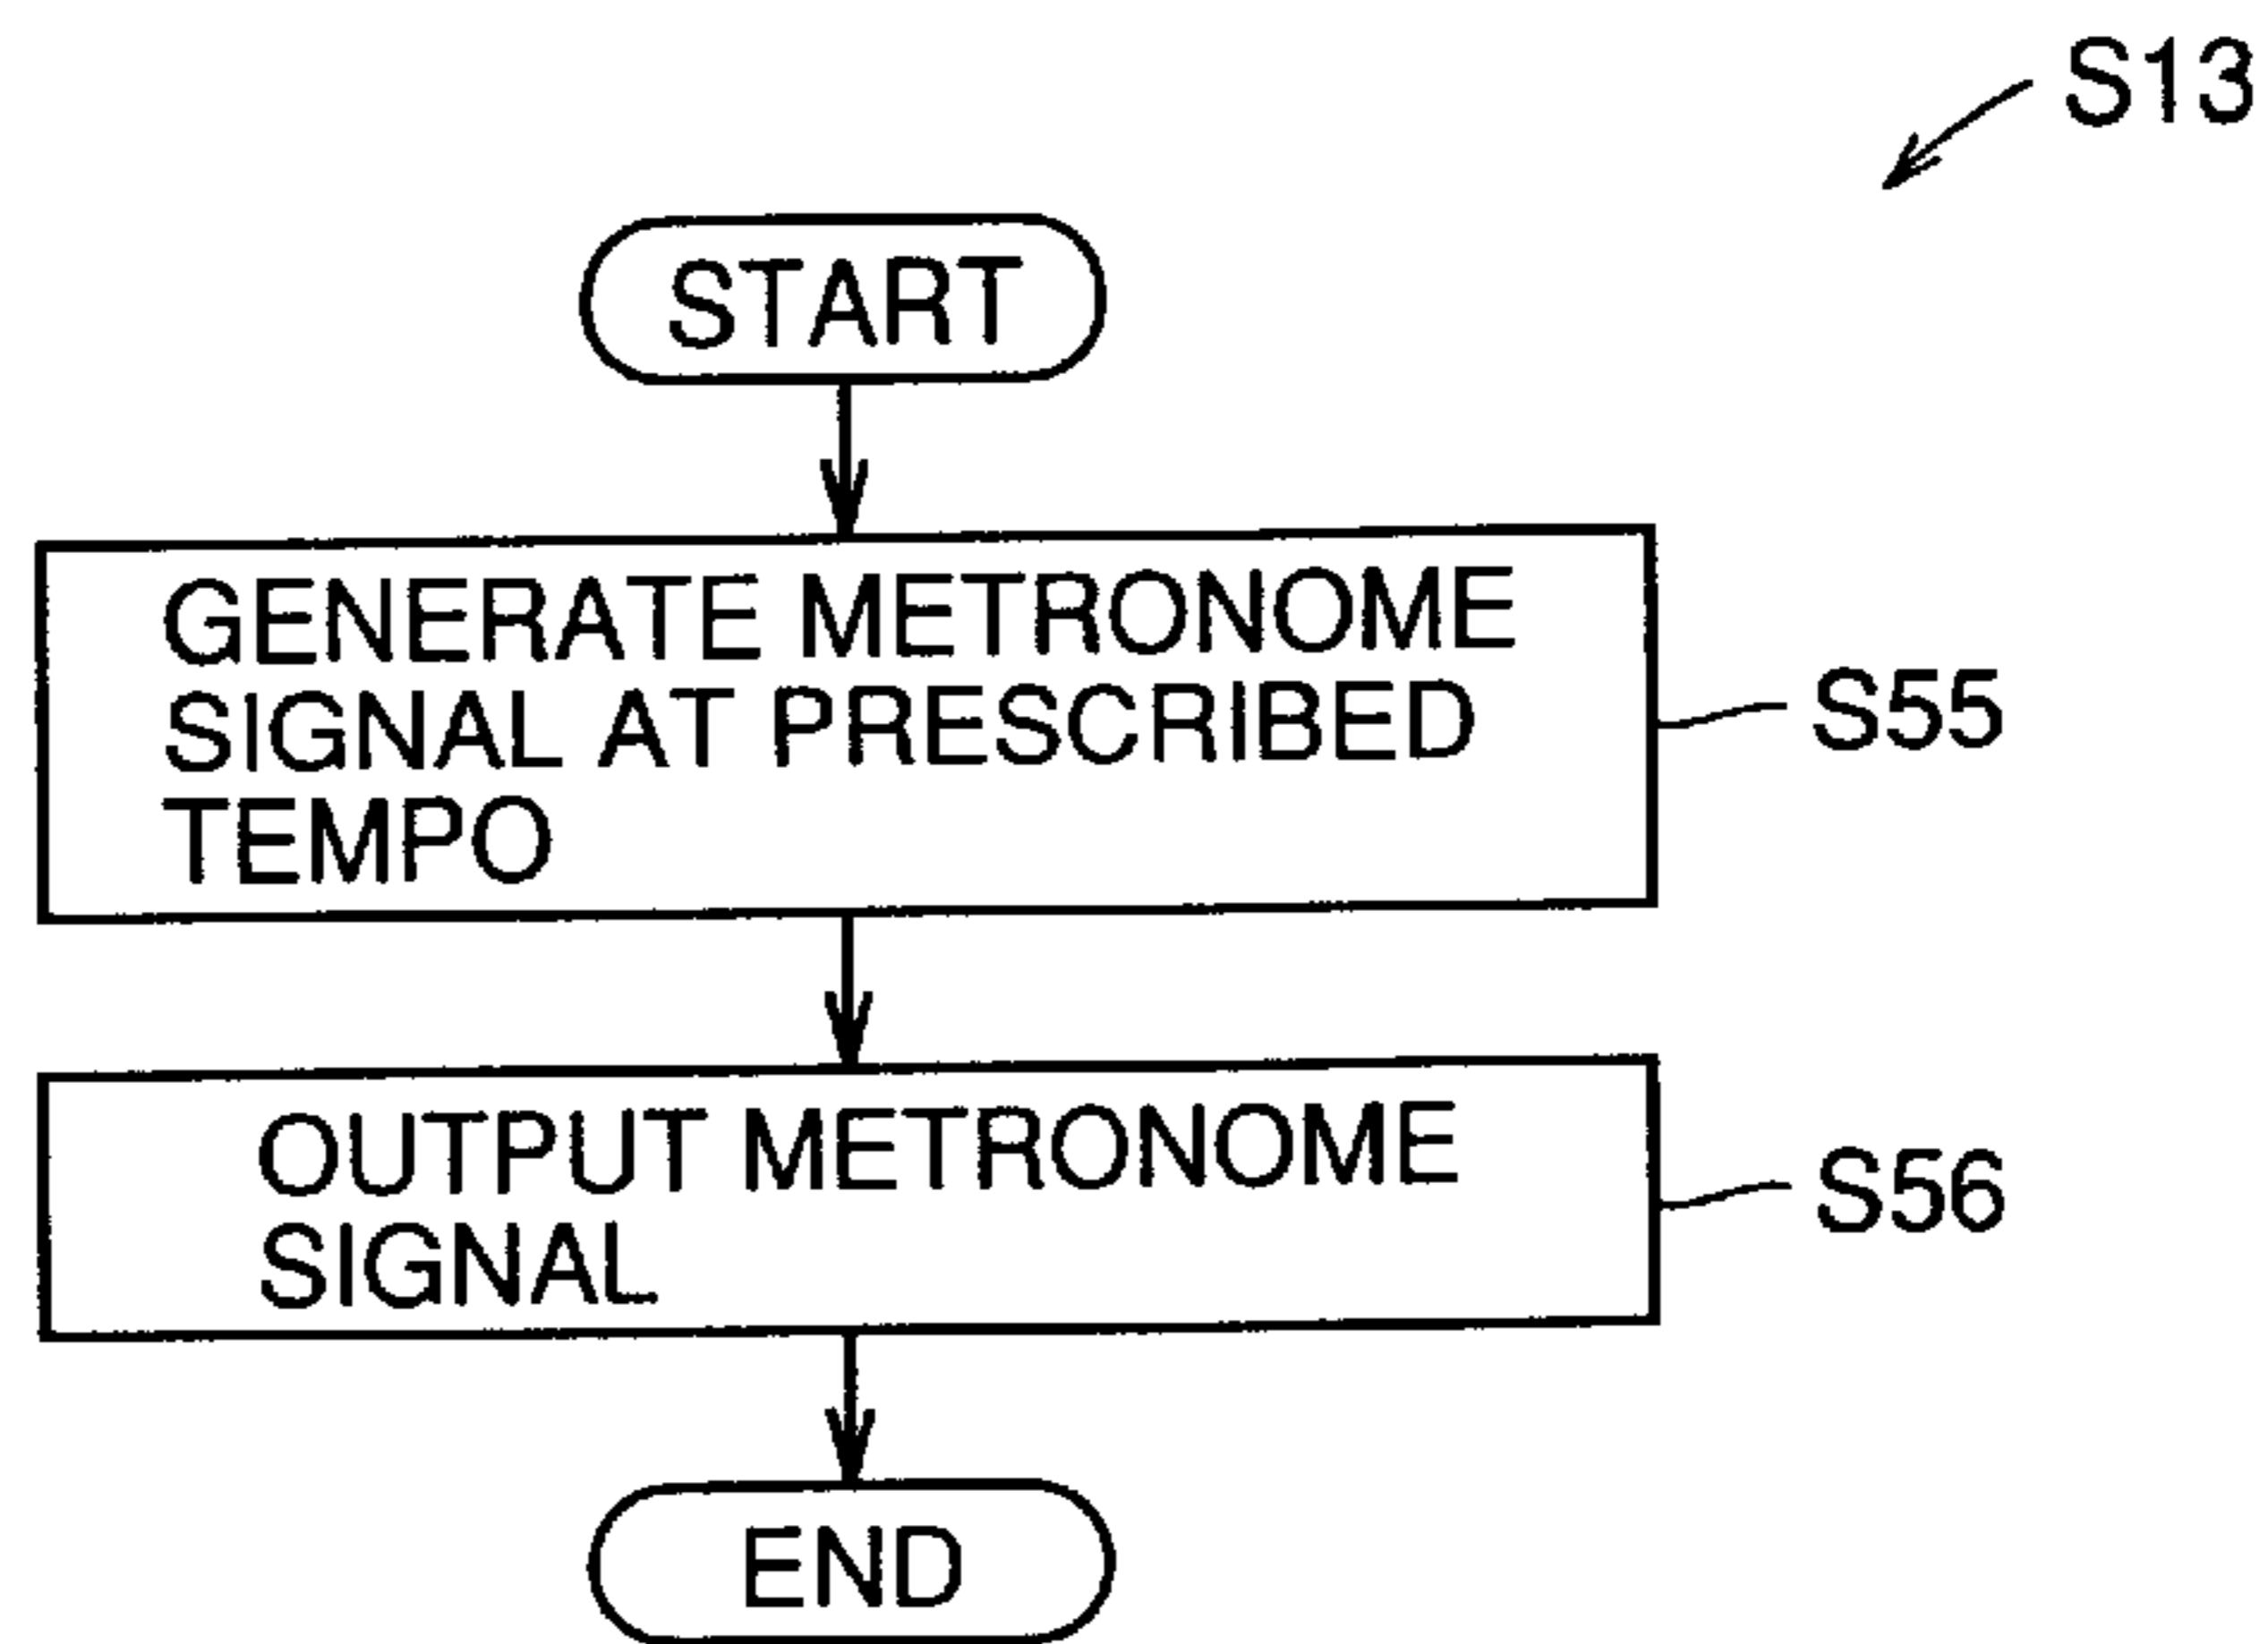 S13
START
GENERATE METRONOME
SIGNAL AT PRESCRIBED
TEMPO
S55
OUTPUT METRONOME
SIGNAL
S56
END